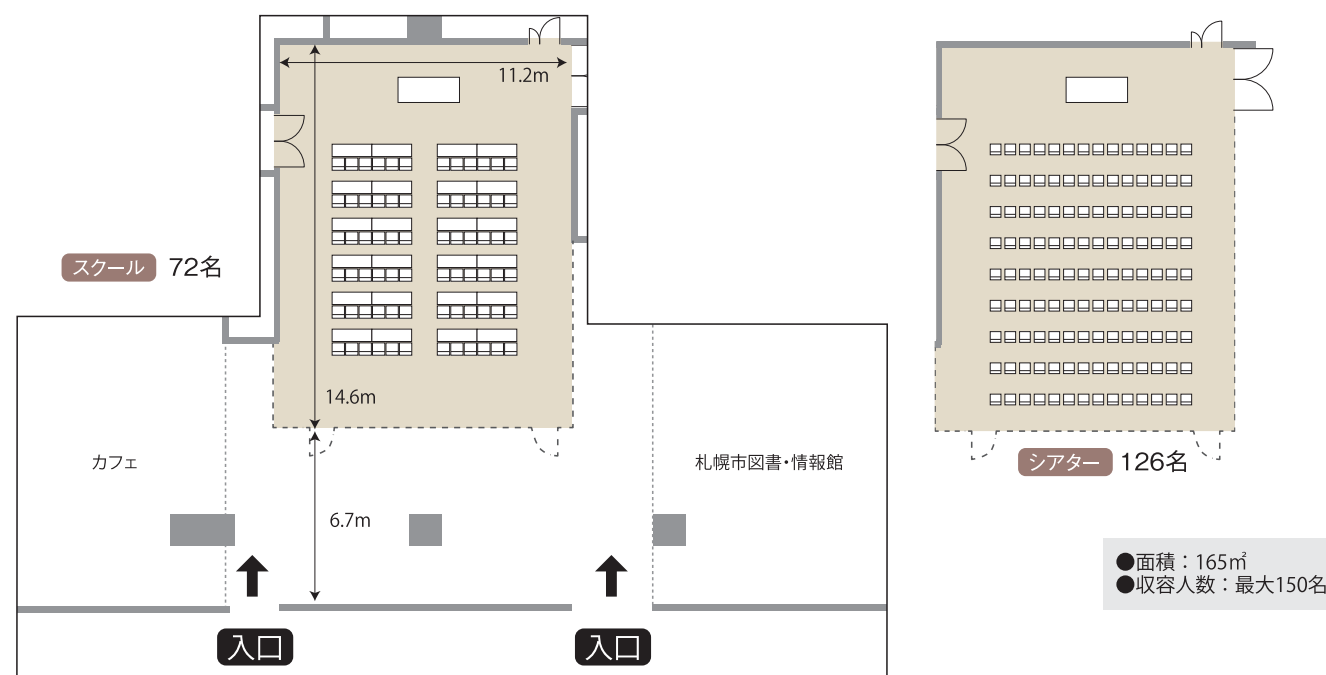 11.2m
スクール 72名
14.6m
カフェ
札幌市図書・情報館
6.7m
入口
入口
シアター 126名
●面積：165㎡
●収容人数：最大150名